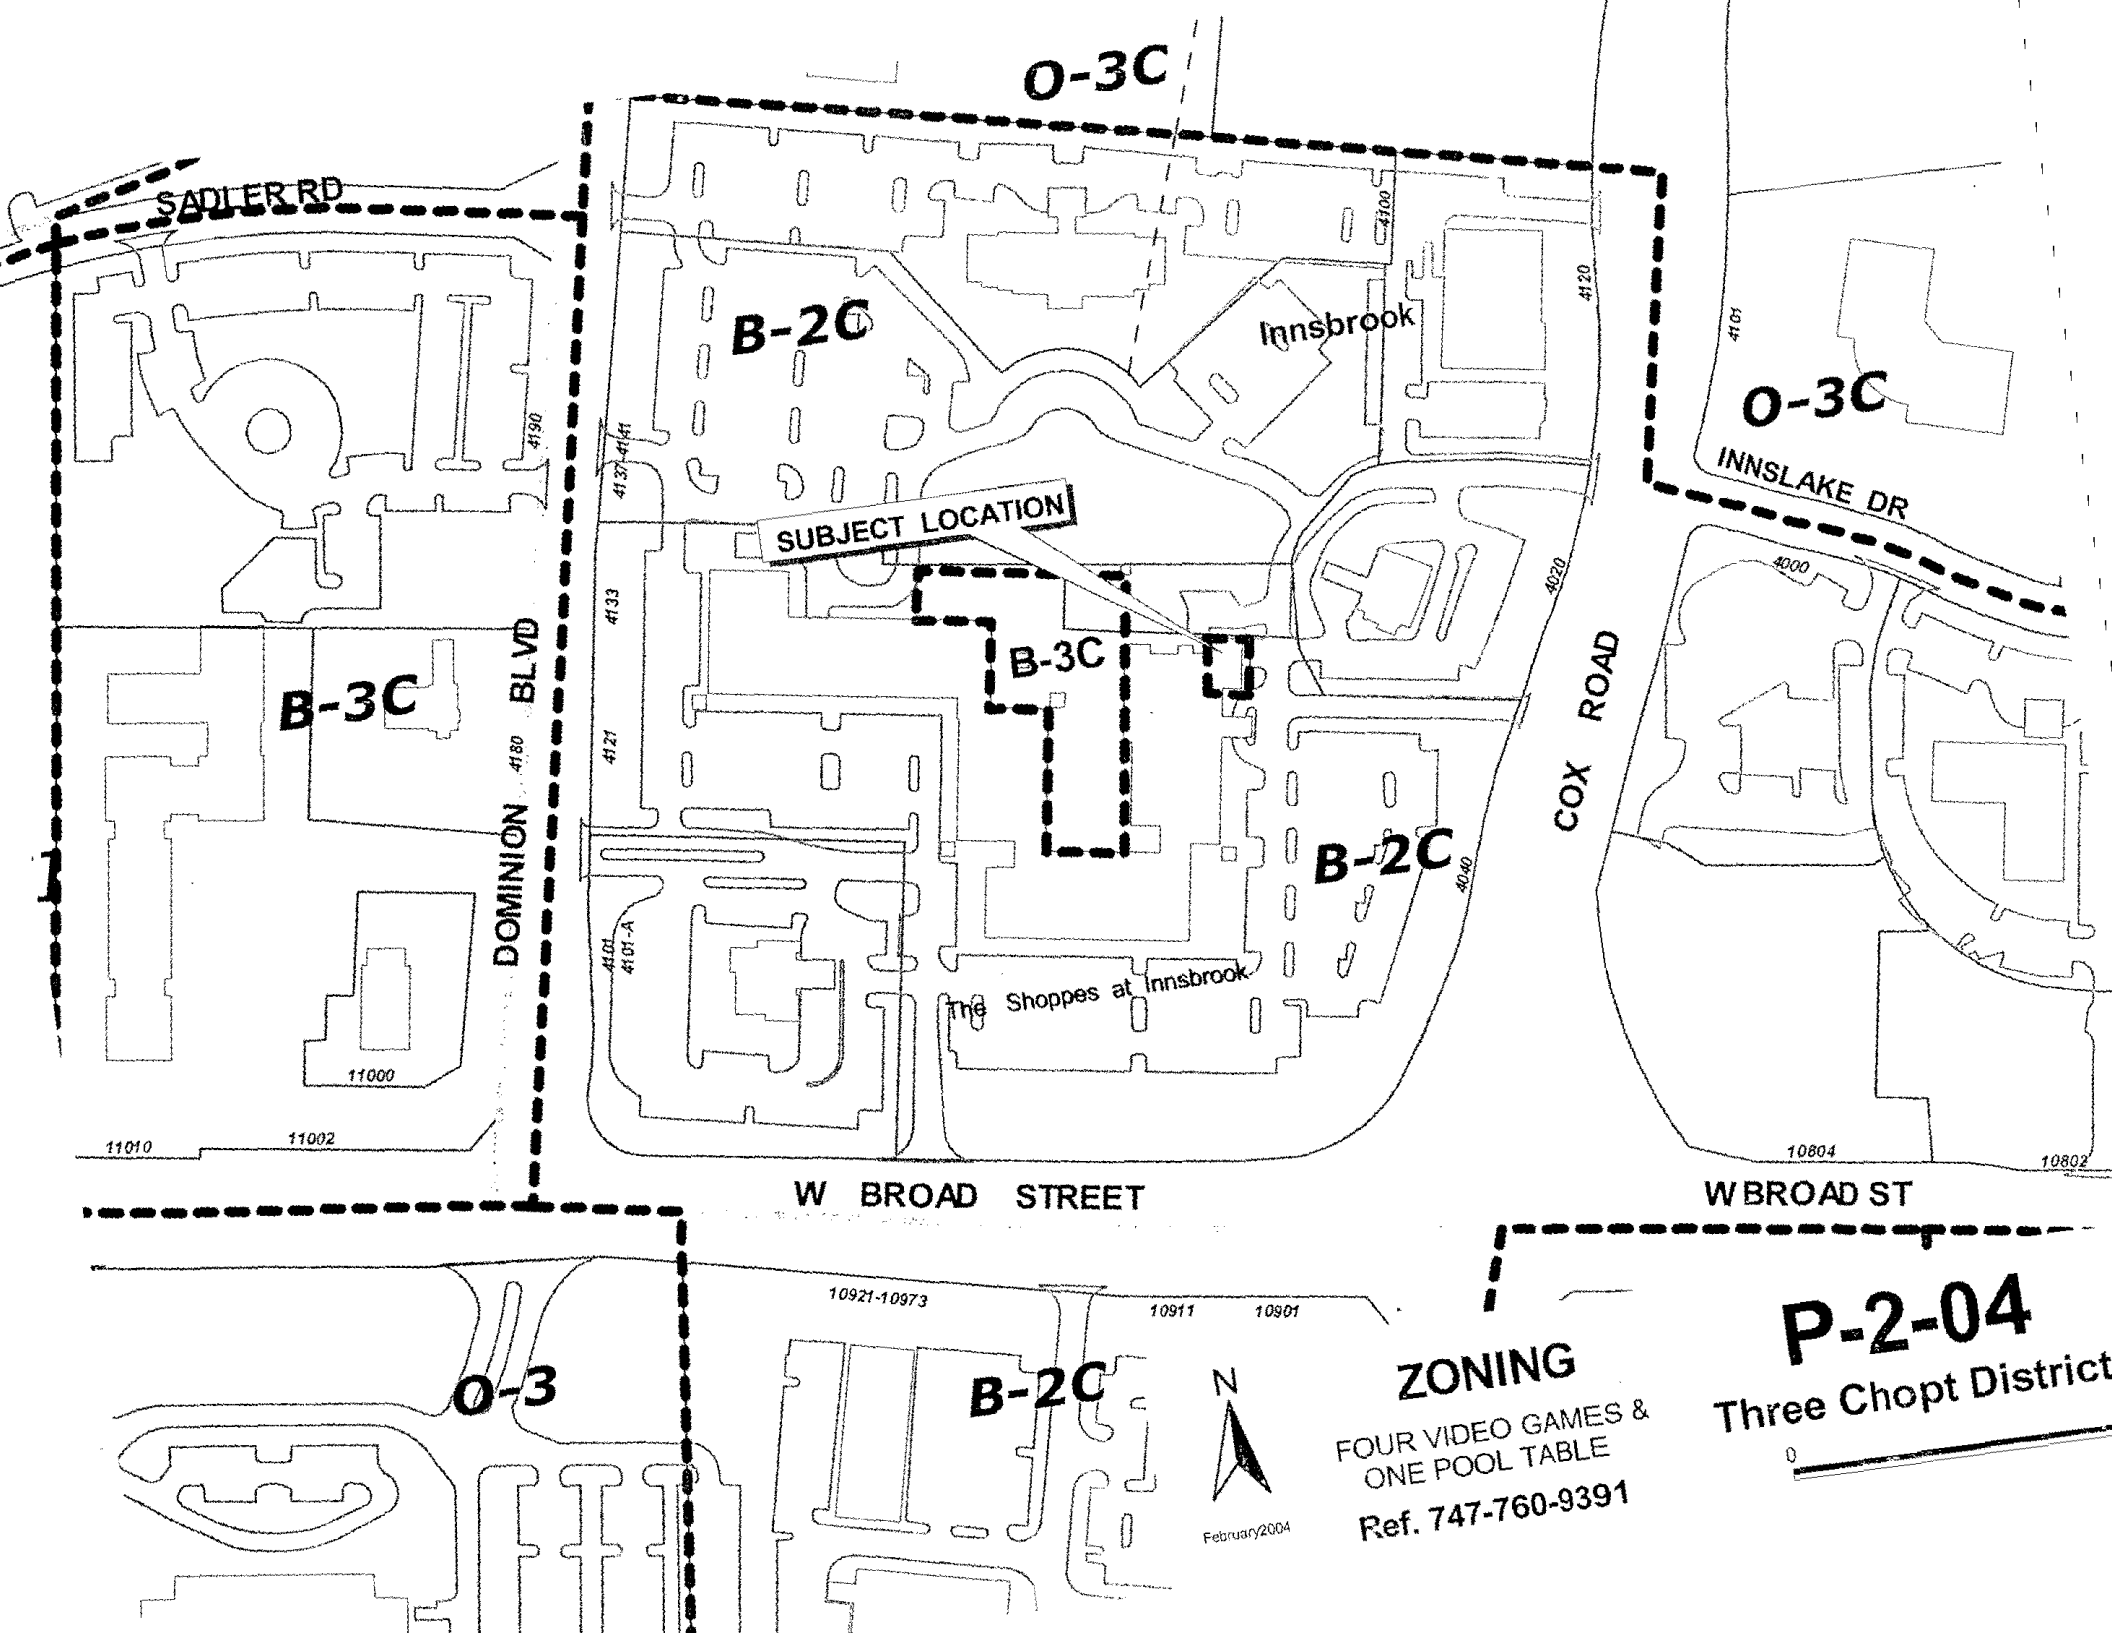 O-3C
SADLER RD
4100
B-2C
Innsbrook
4120
4101
O-3C
4190
4137-4141
INNSLAKE DR
SUBJECT LOCATION
4000
4020
4133
B-3C
BLVD
B-3C
ROAD
4121
4180
COX
DOMINION
B-2C
4040
4101
4101-A
The Shoppes at Innsbrook
11000
11010
11002
10804
10802
W BROAD STREET
W BROAD ST
10921-10973
10911
10901
O-3
B-2C
N
February2004
ZONING
FOUR VIDEO GAMES &
ONE POOL TABLE
Ref. 747-760-9391
P-2-04
Three Chopt District
0